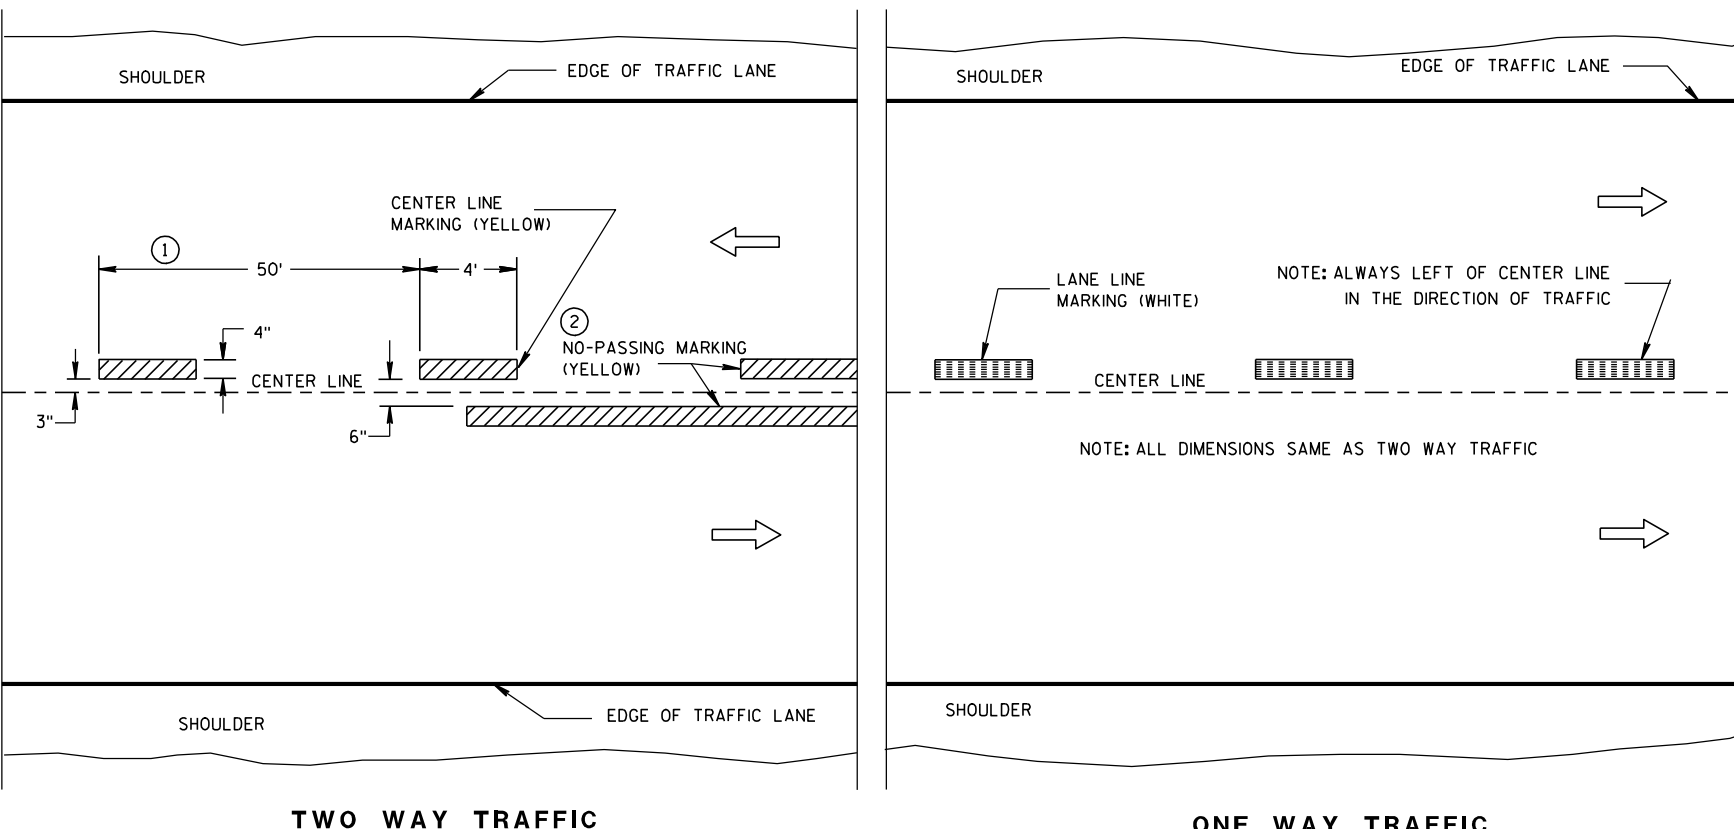 SHOULDER
EDGE OF TRAFFIC LANE
CENTER LINE
MARKING (YELLOW)
1
50'
4'
2
4"
NO-PASSING MARKING
(YELLOW)
CENTER LINE
3"
6"
SHOULDER
EDGE OF TRAFFIC LANE
TWO WAY TRAFFIC
SHOULDER
EDGE OF TRAFFIC LANE
LANE LINE
MARKING (WHITE)
NOTE: ALWAYS LEFT OF CENTER LINE
IN THE DIRECTION OF TRAFFIC
CENTER LINE
NOTE: ALL DIMENSIONS SAME AS TWO WAY TRAFFIC
SHOULDER
ONE WAY TRAFFIC